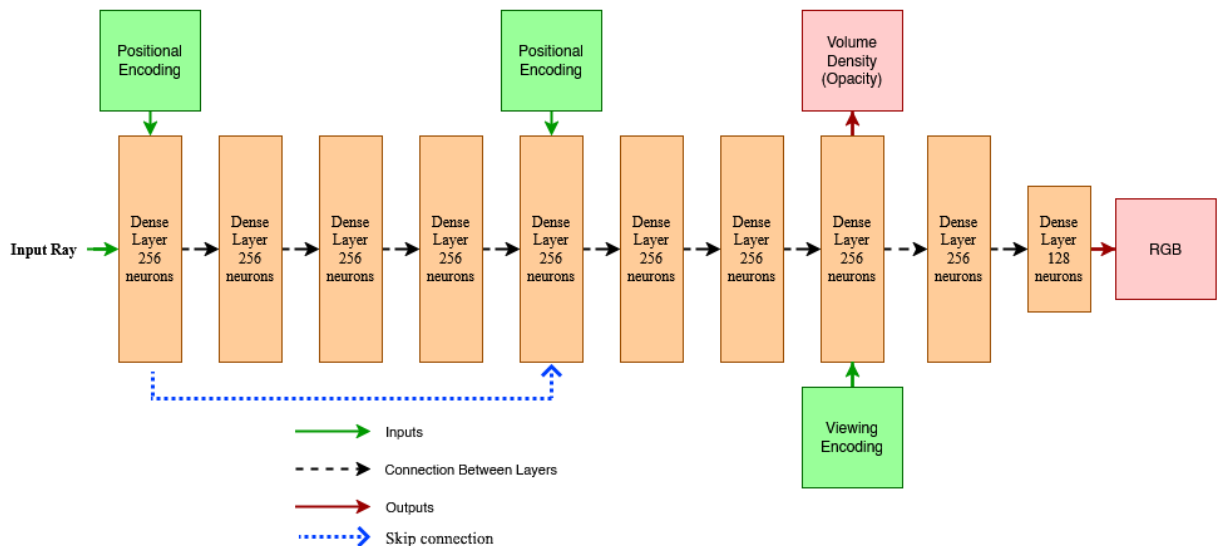 Positional
Encoding
Positional
Encoding
Volume
Density
(Opacity)
Input Ray
Dense
Layer
256
neurons
Dense
Layer
256
neurons
Dense
Layer
256
neurons
Dense
Layer
256
neurons
Dense
Layer
256
neurons
Dense
Layer
256
neurons
Dense
Layer
256
neurons
Dense
Layer
256
neurons
Dense
Layer
256
neurons
Dense
Layer
128
neurons
RGB
Viewing
Encoding
Inputs
Connection Between Layers
Outputs
Skip connection